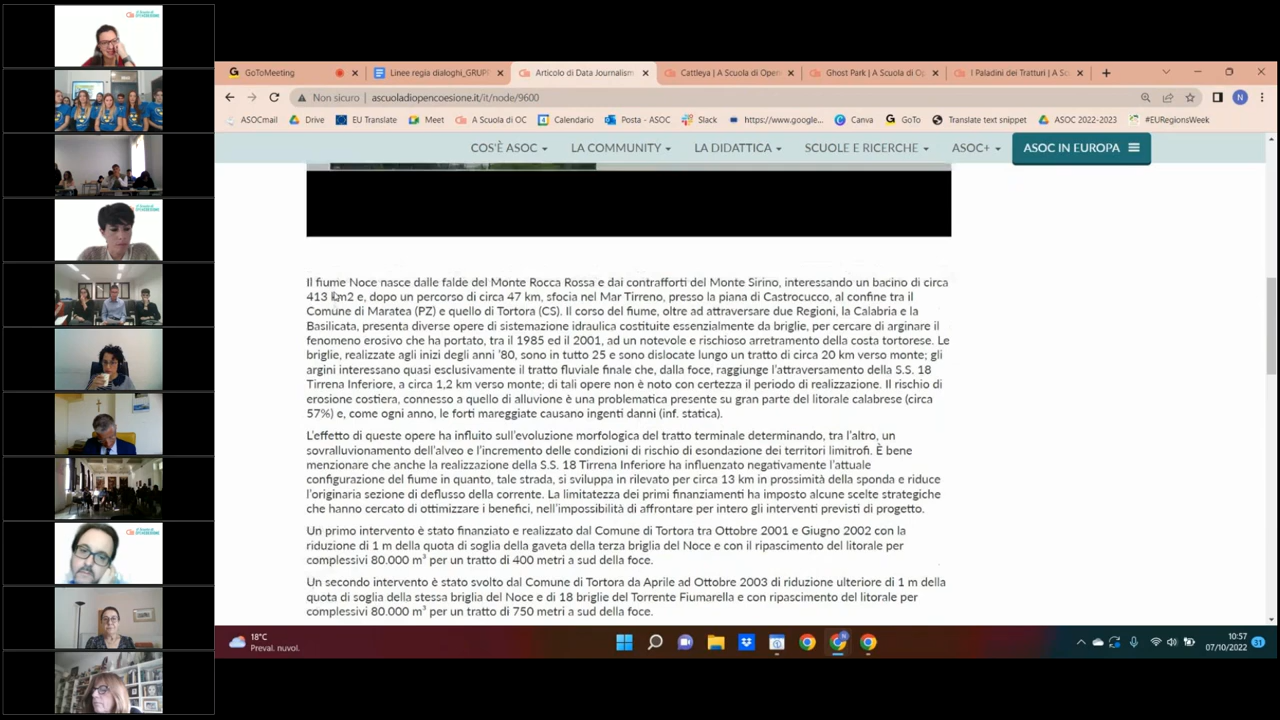 GoToMeeting
Linee regia dialoghi_GRUPP
Articolo di Data Journalism
Cattleya | A Scuola di Open
Ghost Park | A Scuola di Op
I Paladini dei Tratturi | A Sc
Non sicuro
ascuoladiopencoesione.it/it/node/9600
ASOCmail
Drive
EU Translate
Meet
A Scuola di OC
Calendario
Posta - ASOC
Slack
https://www.google...
Canva
GoTo
Translate text snippet
ASOC 2022-2023
#EURegionsWeek
COS'È ASOC
LA COMMUNITY
LA DIDATTICA
SCUOLE E RICERCHE
ASOC+
ASOC IN EUROPA
Il fiume Noce nasce dalle falde del Monte Rocca Rossa e dai contrafforti del Monte Sirino, interessando un bacino di circa
413 km2 e, dopo un percorso di circa 47 km, sfocia nel Mar Tirreno, presso la piana di Castrocucco, al confine tra il
Comune di Maratea (PZ) e quello di Tortora (CS). Il corso del fiume, oltre ad attraversare due Regioni, la Calabria e la
Basilicata, presenta diverse opere di sistemazione idraulica costituite essenzialmente da briglie, per cercare di arginare il
fenomeno erosivo che ha portato, tra il 1985 ed il 2001, ad un notevole e rischioso arretramento della costa tortorese. Le
briglie, realizzate agli inizi degli anni '80, sono in tutto 25 e sono dislocate lungo un tratto di circa 20 km verso monte; gli
argini interessano quasi esclusivamente il tratto fluviale finale che, dalla foce, raggiunge l'attraversamento della S.S. 18
Tirrena Inferiore, a circa 1,2 km verso monte; di tali opere non è noto con certezza il periodo di realizzazione. Il rischio di
erosione costiera, connesso a quello di alluvione è una problematica presente su gran parte del litorale calabrese (circa
57%) e, come ogni anno, le forti mareggiate causano ingenti danni (inf. statica).
L'effetto di queste opere ha influito sull'evoluzione morfologica del tratto terminale determinando, tra l'altro, un
sovralluvionamento dell'alveo e l'incremento delle condizioni di rischio di esondazione dei territori limitrofi. È bene
menzionare che anche la realizzazione della S.S. 18 Tirrena Inferiore ha influenzato negativamente l'attuale
configurazione del fiume in quanto, tale strada, si sviluppa in rilevato per circa 13 km in prossimità della sponda e riduce
l'originaria sezione di deflusso della corrente. La limitatezza dei primi finanziamenti ha imposto alcune scelte strategiche
che hanno cercato di ottimizzare i benefici, nell'impossibilità di affrontare per intero gli interventi previsti di progetto.
Un primo intervento è stato finanziato e realizzato dal Comune di Tortora tra Ottobre 2001 e Giugno 2002 con la
riduzione di 1 m della quota di soglia della gaveta della terza briglia del Noce e con il ripascimento del litorale per
complessivi 80.000 m³ per un tratto di 400 metri a sud della foce.
Un secondo intervento è stato svolto dal Comune di Tortora da Aprile ad Ottobre 2003 di riduzione ulteriore di 1 m della
quota di soglia della stessa briglia del Noce e di 18 briglie del Torrente Fiumarella e con ripascimento del litorale per
complessivi 80.000 m³ per un tratto di 750 metri a sud della foce.
18°C
Preval. nuvol.
10:57
07/10/2022
31